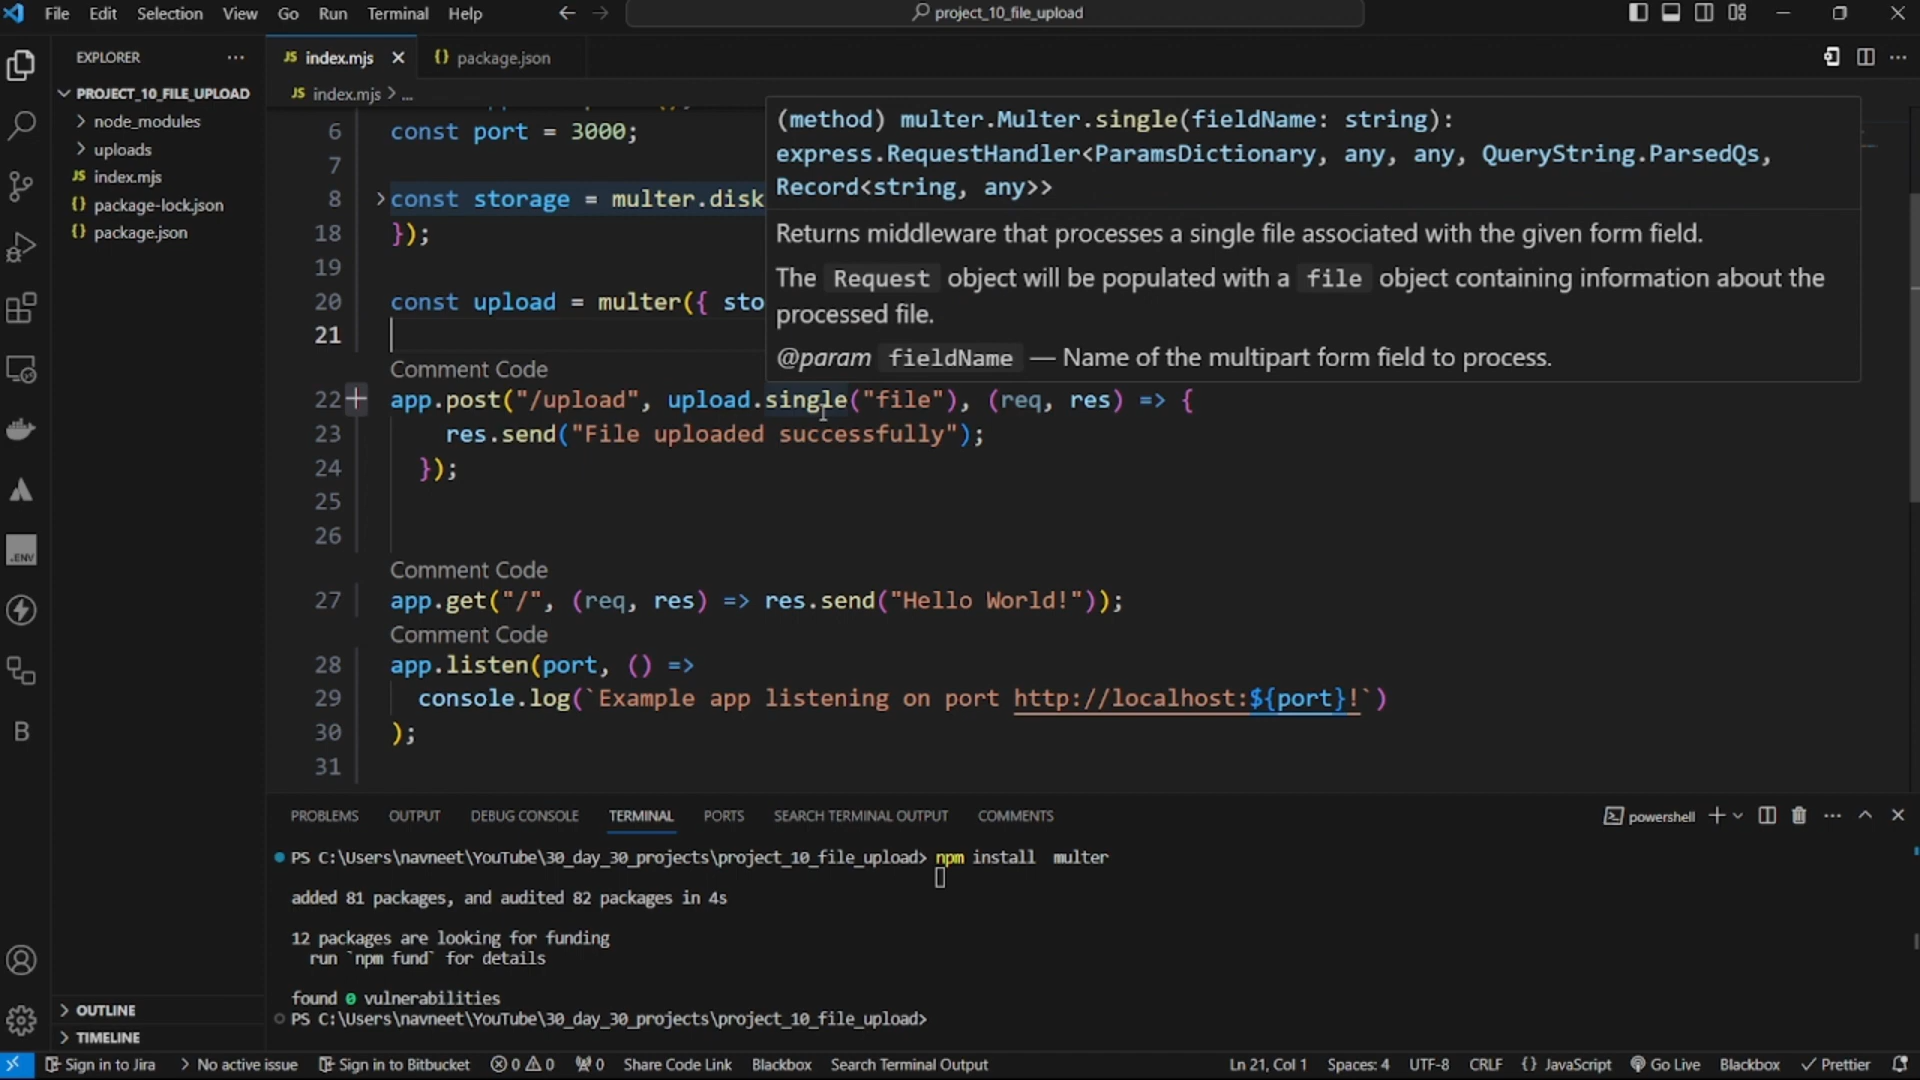 File Edit Selection View Go Run Terminal Help
project_10_file_upload
EXPLORER
PROJECT_10_FILE_UPLOAD
node_modules
uploads
JS index.mjs
{} package-lock.json
{} package.json
OUTLINE
TIMELINE
.ENV
B
JS index.mjs
{} package.json
JS index.mjs > ...
6 const port = 3000;
7
8 const storage = multer.disk
18 });
19
20 const upload = multer({ sto
21
Comment Code
22 app.post("/upload", upload.single("file"), (req, res) => {
23 res.send("File uploaded successfully");
24 });
25
26
Comment Code
27 app.get("/", (req, res) => res.send("Hello World!"));
Comment Code
28 app.listen(port, () =>
29 console.log(`Example app listening on port http://localhost:${port}!`)
30 );
31
(method) multer.Multer.single(fieldName: string):
express.RequestHandler<ParamsDictionary, any, any, QueryString.ParsedQs,
Record<string, any>>
Returns middleware that processes a single file associated with the given form field.
The Request object will be populated with a file object containing information about the
processed file.
@param fieldName — Name of the multipart form field to process.
PROBLEMS OUTPUT DEBUG CONSOLE TERMINAL PORTS SEARCH TERMINAL OUTPUT COMMENTS
powershell
PS C:\Users\navneet\YouTube\30_day_30_projects\project_10_file_upload> npm install multer
added 81 packages, and audited 82 packages in 4s
12 packages are looking for funding
run `npm fund` for details
found 0 vulnerabilities
PS C:\Users\navneet\YouTube\30_day_30_projects\project_10_file_upload>
Sign in to Jira No active issue Sign in to Bitbucket 0 0 0 Share Code Link Blackbox Search Terminal Output Ln 21, Col 1 Spaces: 4 UTF-8 CRLF {} JavaScript Go Live Blackbox Prettier